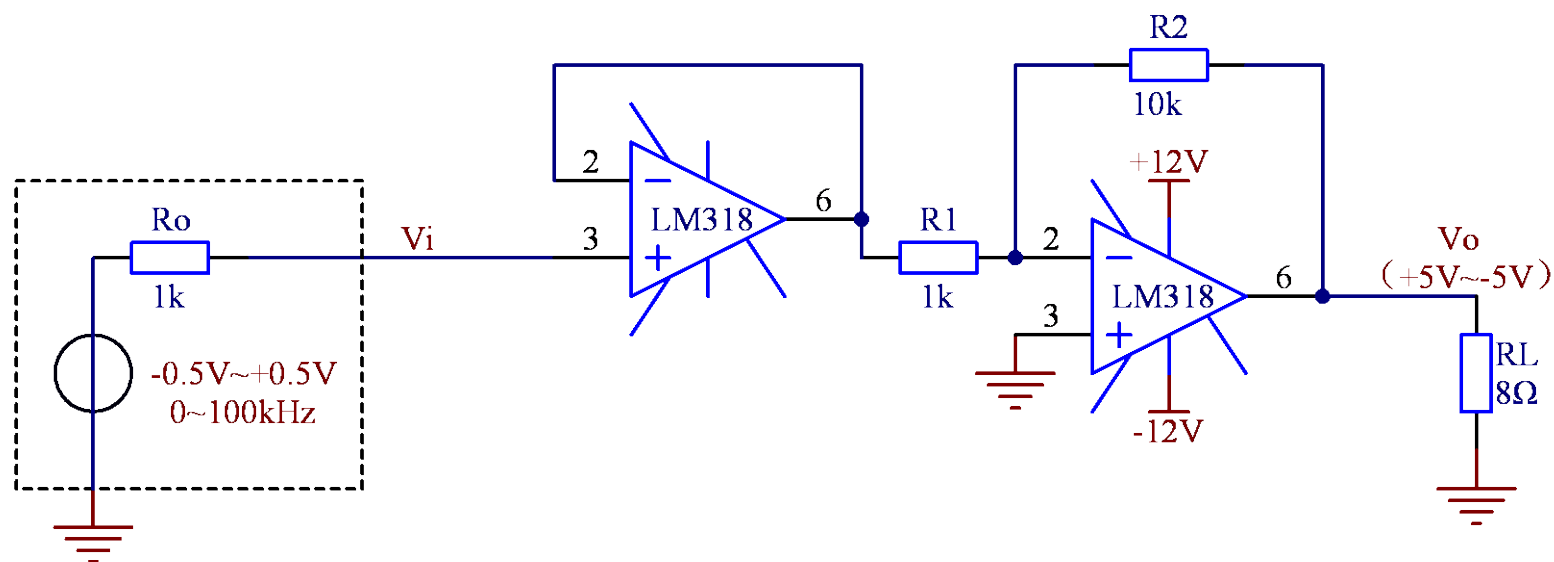 R2
10k
+12V
2
6
LM318
3
Ro
1k
Vi
R1
1k
2
LM318
3
6
Vo
（+5V~-5V）
-0.5V~+0.5V
0~100kHz
-12V
RL
8Ω